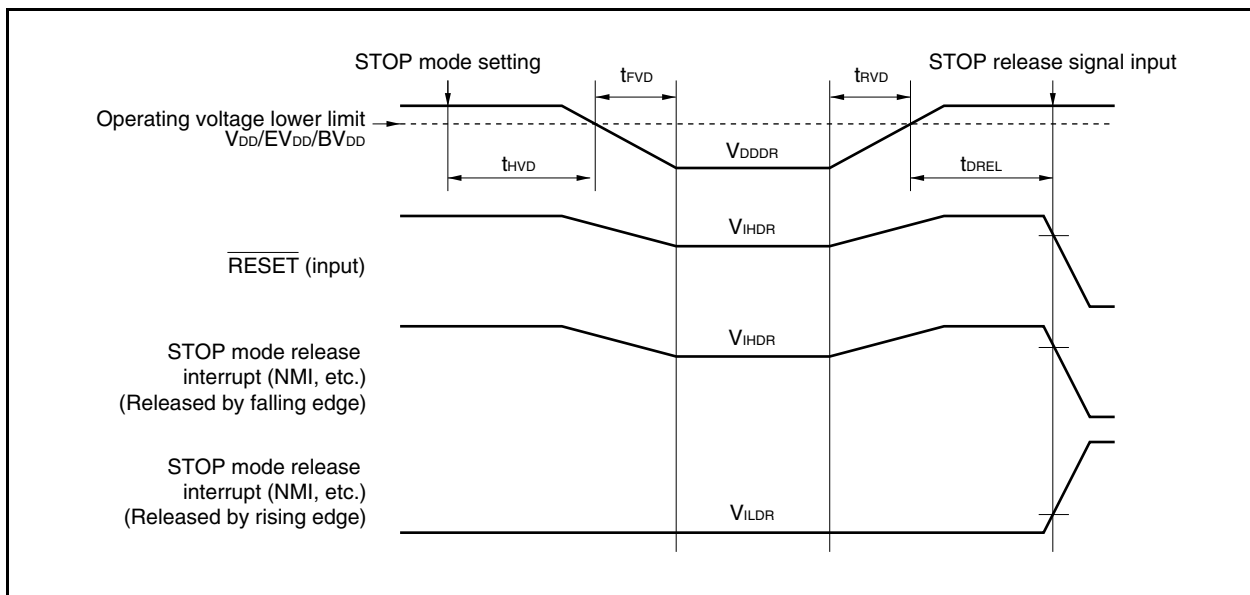 STOP mode setting
tFVD
tRVD
STOP release signal input
Operating voltage lower limit
VDD/EVDD/BVDD
VDDDR
tHVD
tDREL
VIHDR
RESET (input)
VIHDR
STOP mode release
interrupt (NMI, etc.)
(Released by falling edge)
STOP mode release
interrupt (NMI, etc.)
(Released by rising edge)
VILDR